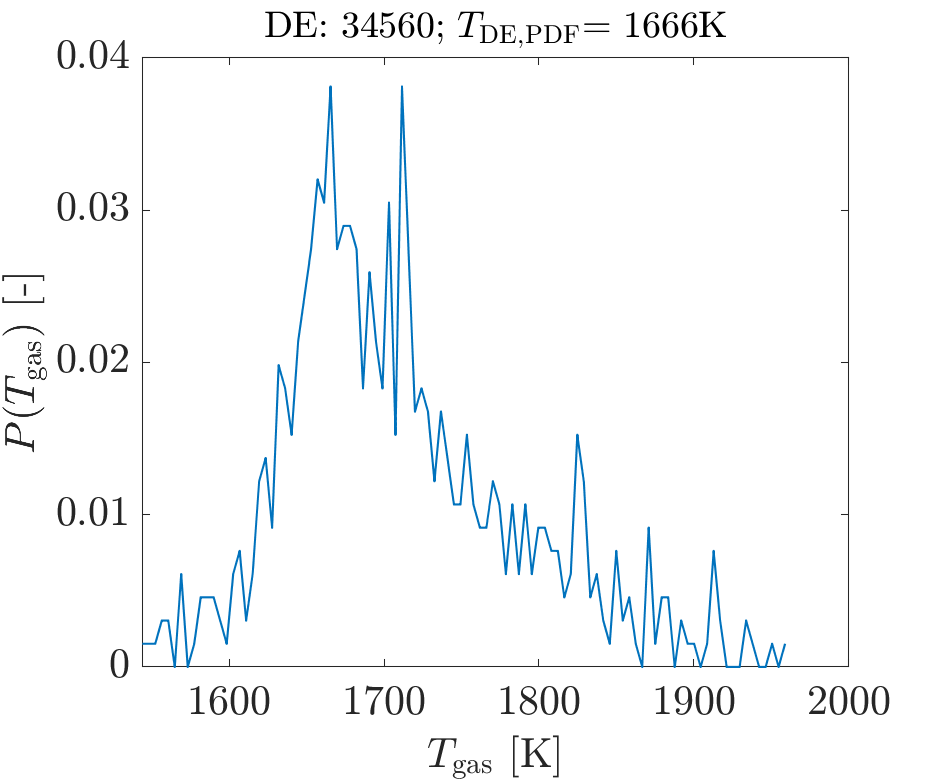 DE: 34560; T_DE,PDF= 1666K
0.04
0.03
0.02
0.01
0
P(T_gas) [-]
1600 1700 1800 1900 2000
T_gas [K]